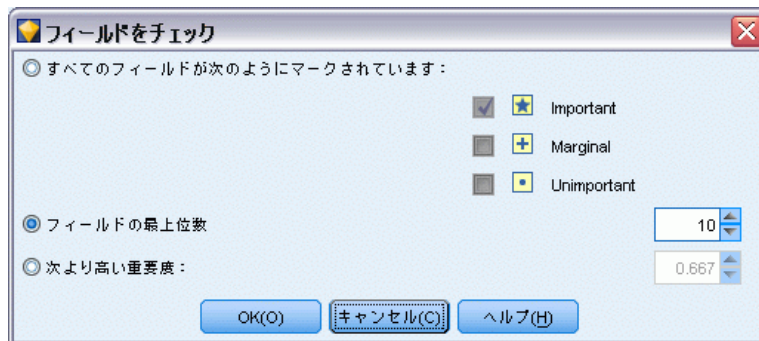 フィールドをチェック
すべてのフィールドが次のようにマークされています：
Important
Marginal
Unimportant
フィールドの最上位数
10
次より高い重要度：
0.667
OK(O)
キャンセル(C)
ヘルプ(H)